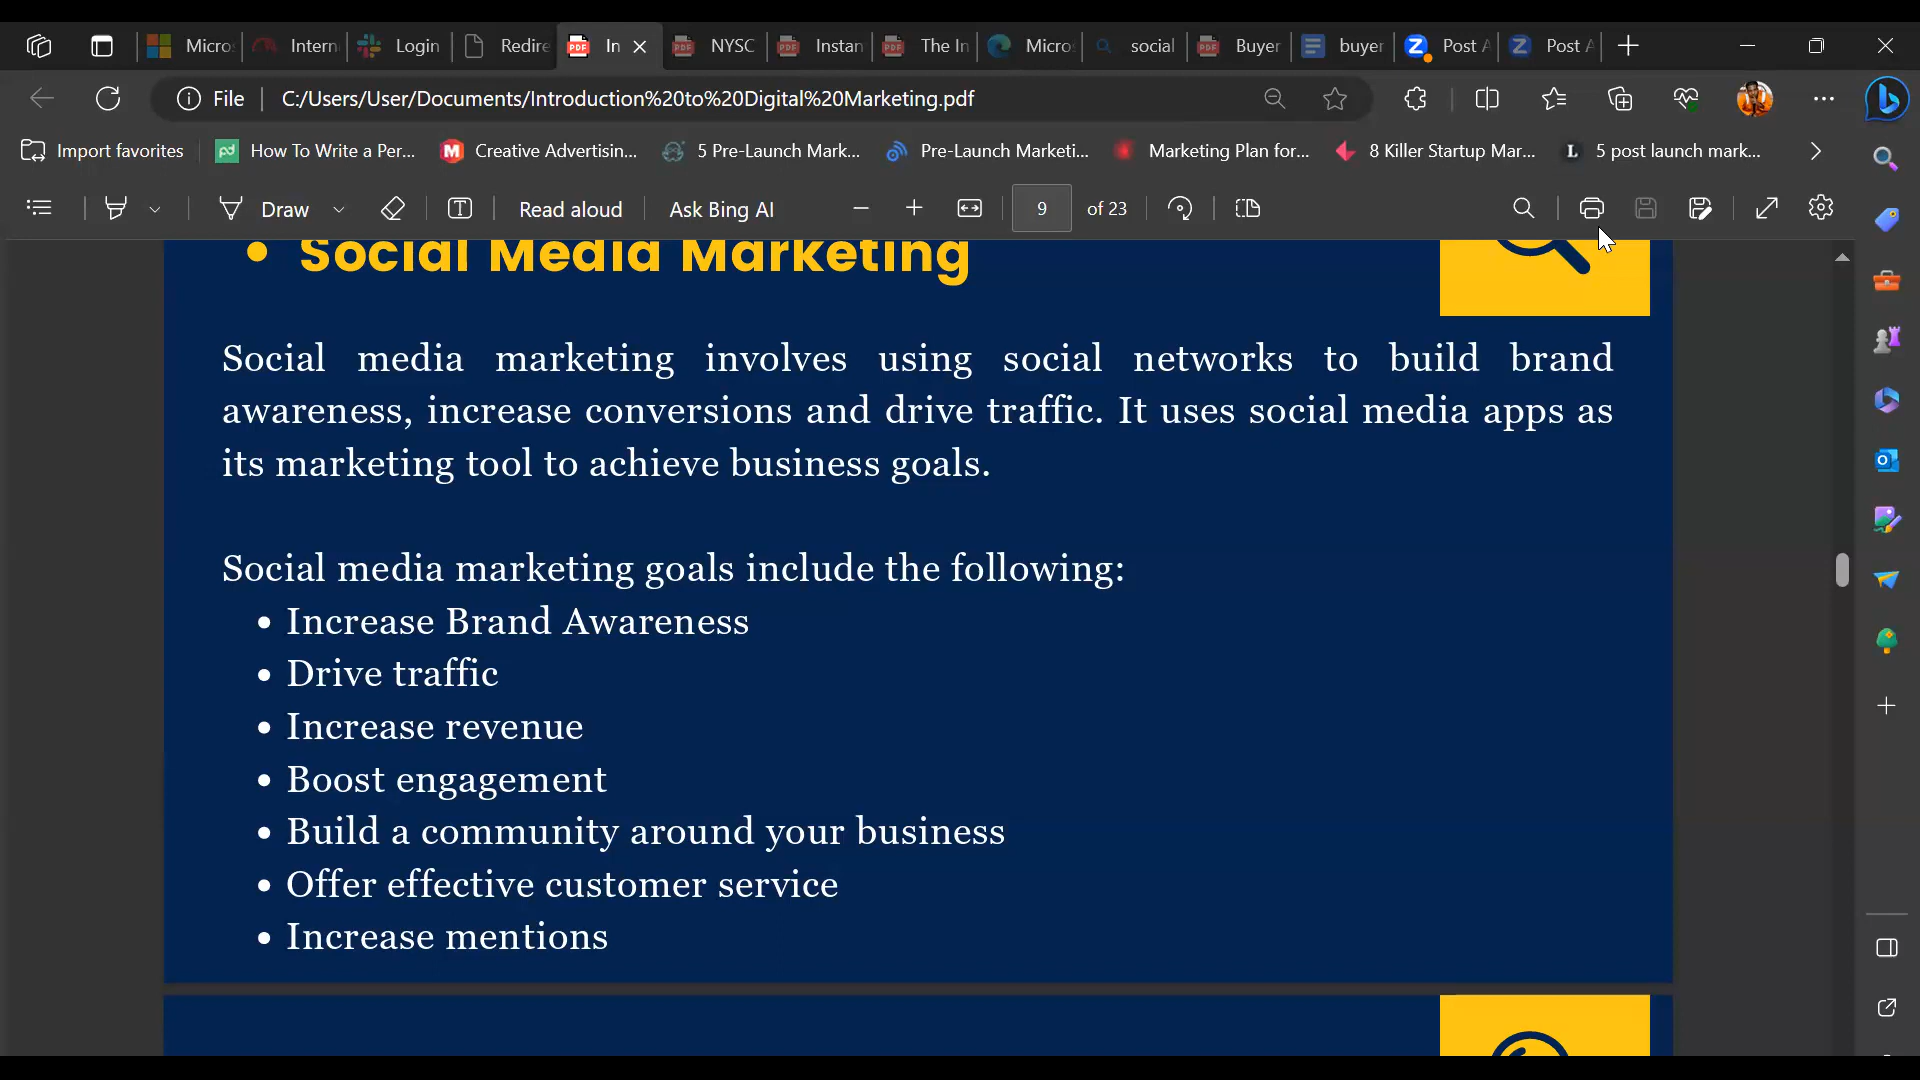 Micro
Intern
Login
Redire
In
NYSC
Instan
The In
Micro
social
Buyer
buyer
Post A
Post A
File
C:/Users/User/Documents/Introduction%20to%20Digital%20Marketing.pdf
Import favorites
How To Write a Per...
Creative Advertisin...
5 Pre-Launch Mark...
Pre-Launch Marketi...
Marketing Plan for...
8 Killer Startup Mar...
5 post launch mark...
Draw
Read aloud
Ask Bing AI
9
of 23
• Social Media Marketing
Social media marketing involves using social networks to build brand
awareness, increase conversions and drive traffic. It uses social media apps as
its marketing tool to achieve business goals.
Social media marketing goals include the following:
• Increase Brand Awareness
• Drive traffic
• Increase revenue
• Boost engagement
• Build a community around your business
• Offer effective customer service
• Increase mentions